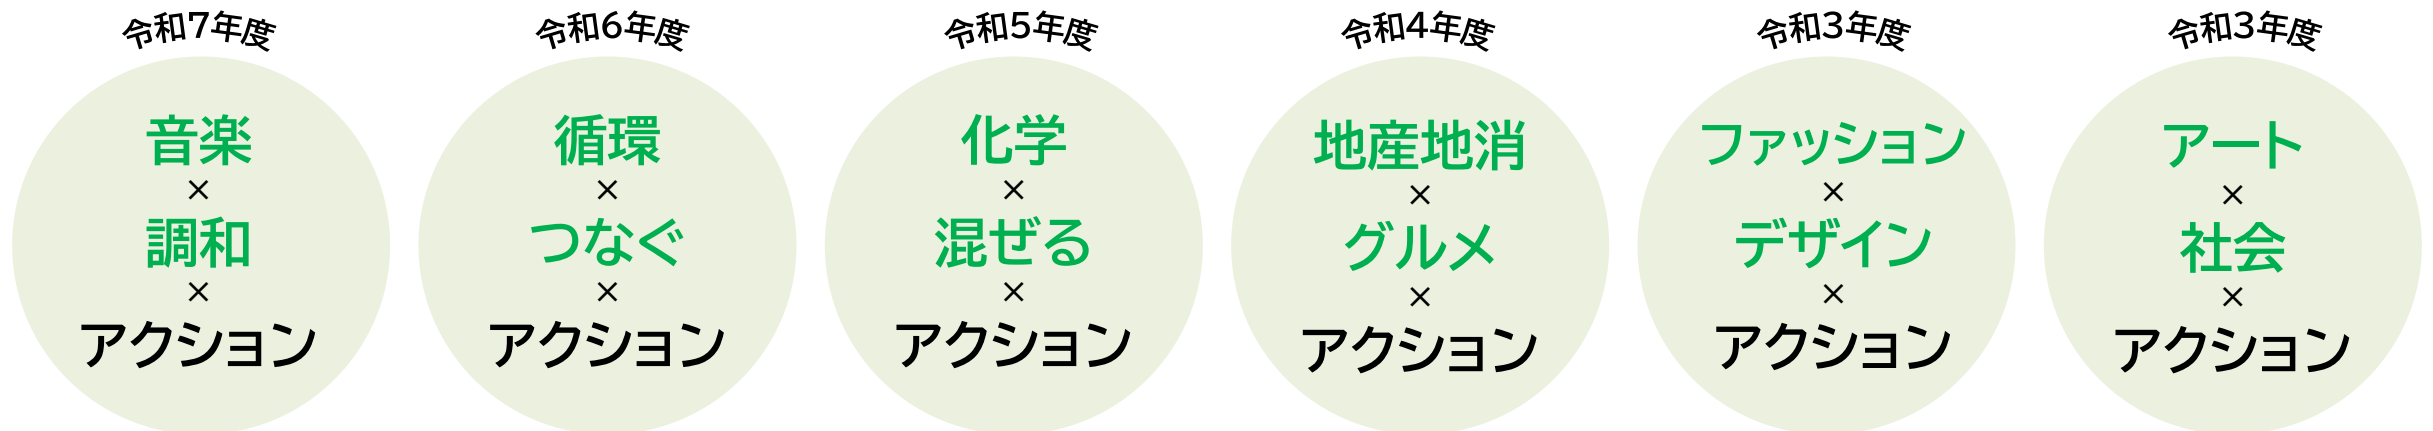 令和7年度
音楽
×
調和
×
アクション
令和6年度
循環
×
つなぐ
×
アクション
令和5年度
化学
×
混ぜる
×
アクション
令和4年度
地産地消
×
グルメ
×
アクション
令和3年度
ファッション
×
デザイン
×
アクション
令和3年度
アート
×
社会
×
アクション